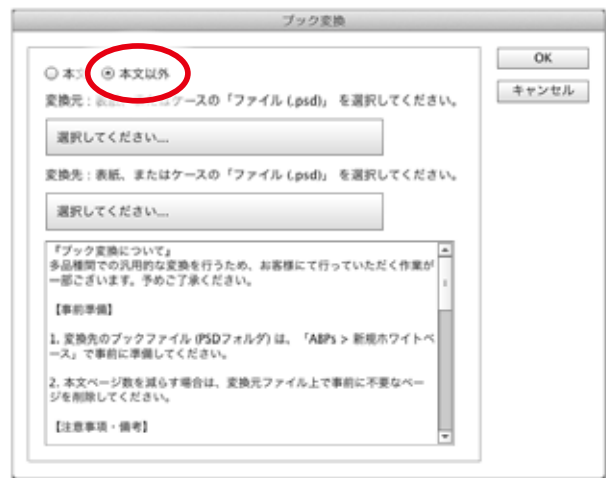 ブック変換
本文 本文以外
OK
キャンセル
変換元：表紙、またはケースの「ファイル (.psd)」 を選択してください。
選択してください...
変換先：表紙、またはケースの「ファイル (.psd)」 を選択してください。
選択してください...
『ブック変換について』
多品種間での汎用的な変換を行うため、お客様にて行っていただく作業が
一部ございます。予めご了承ください。
【事前準備】
1. 変換先のブックファイル (PSDフォルダ) は、「ABPs > 新規ホワイトベ
ース」で事前に準備してください。
2. 本文ページ数を減らす場合は、変換元ファイル上で事前に不要なペー
ジを削除してください。
【注意事項・備考】